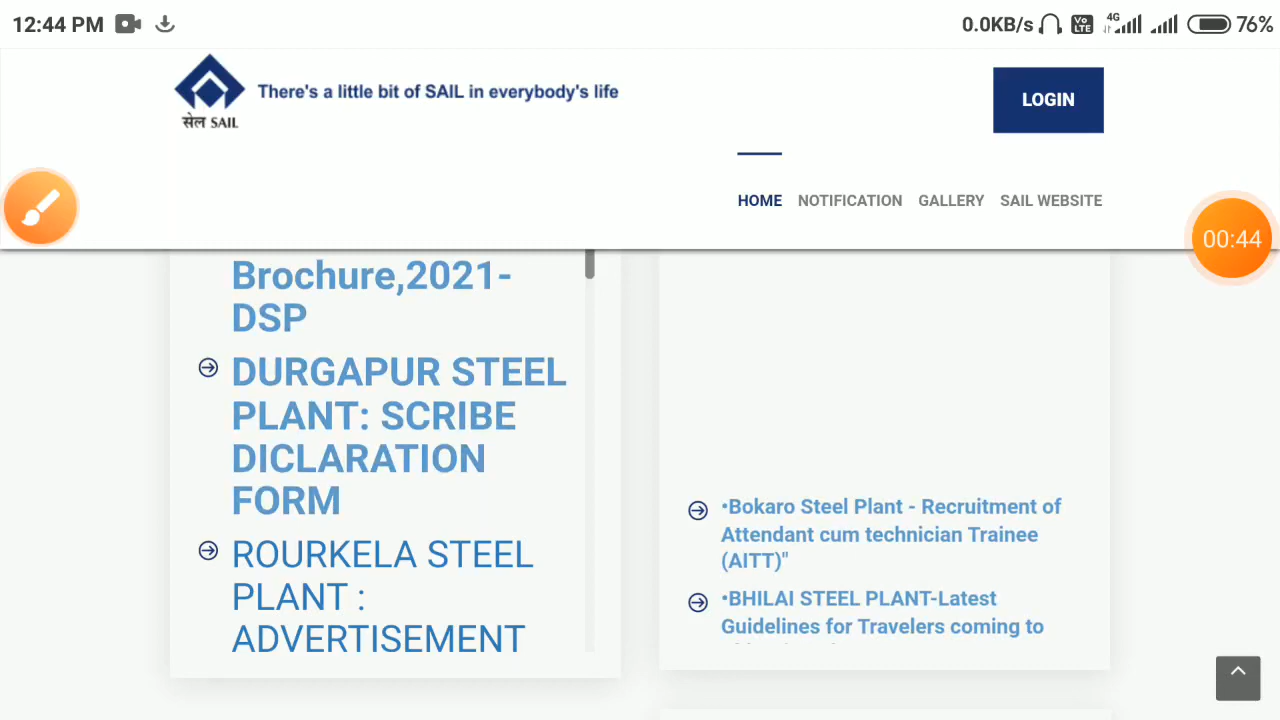 12:44 PM
0.0KB/s Vo LTE 4G 76%
सेल SAIL
There's a little bit of SAIL in everybody's life
LOGIN
HOME NOTIFICATION GALLERY SAIL WEBSITE
00:44
Brochure,2021-
DSP
DURGAPUR STEEL
PLANT: SCRIBE
DICLARATION
FORM
ROURKELA STEEL
PLANT :
ADVERTISEMENT
•Bokaro Steel Plant - Recruitment of
Attendant cum technician Trainee
(AITT)"
•BHILAI STEEL PLANT-Latest
Guidelines for Travelers coming to